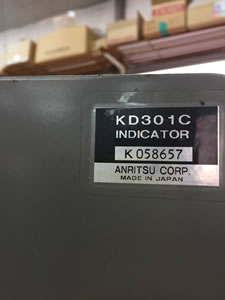 KD301C
INDICATOR
K 058657
ANRITSU CORP.
MADE IN JAPAN